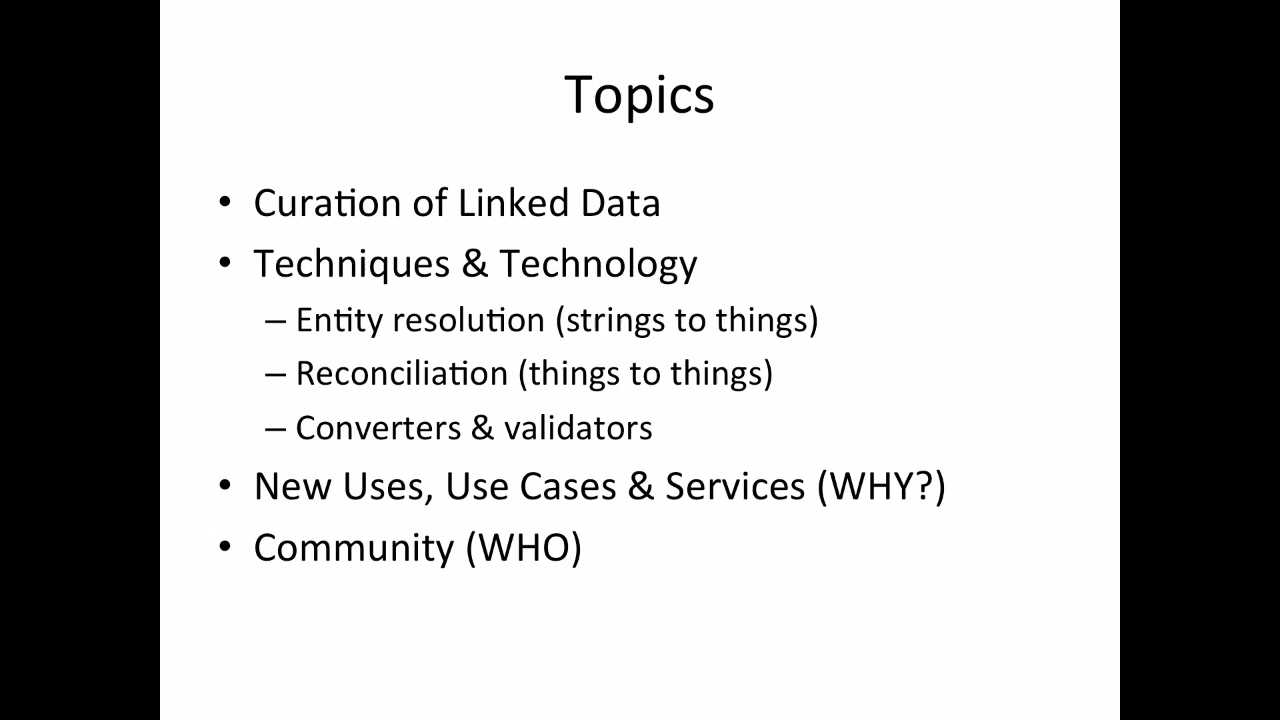 Topics
• Curation of Linked Data
• Techniques & Technology
– Entity resolution (strings to things)
– Reconciliation (things to things)
– Converters & validators
• New Uses, Use Cases & Services (WHY?)
• Community (WHO)